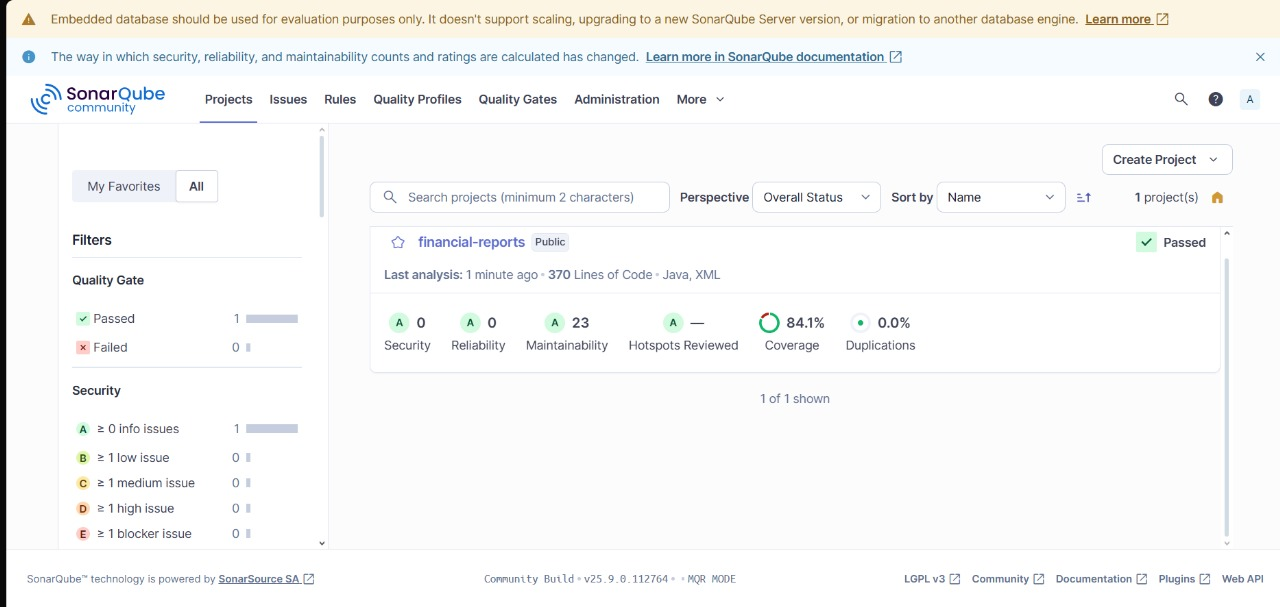 Embedded database should be used for evaluation purposes only. It doesn't support scaling, upgrading to a new SonarQube Server version, or migration to another database engine. Learn more
The way in which security, reliability, and maintainability counts and ratings are calculated has changed. Learn more in SonarQube documentation
SonarQube community
Projects Issues Rules Quality Profiles Quality Gates Administration More
A
My Favorites All
Filters
Quality Gate
Passed 1
Failed 0
Security
A ≥ 0 info issues 1
B ≥ 1 low issue 0
C ≥ 1 medium issue 0
D ≥ 1 high issue 0
E ≥ 1 blocker issue 0
Create Project
Search projects (minimum 2 characters) Perspective Overall Status Sort by Name 1 project(s)
financial-reports Public Passed
Last analysis: 1 minute ago • 370 Lines of Code • Java, XML
A 0 A 0 A 23 A — 84.1% 0.0%
Security Reliability Maintainability Hotspots Reviewed Coverage Duplications
1 of 1 shown
SonarQube™ technology is powered by SonarSource SA Community Build • v25.9.0.112764 • • MQR MODE LGPL v3 Community Documentation Plugins Web API